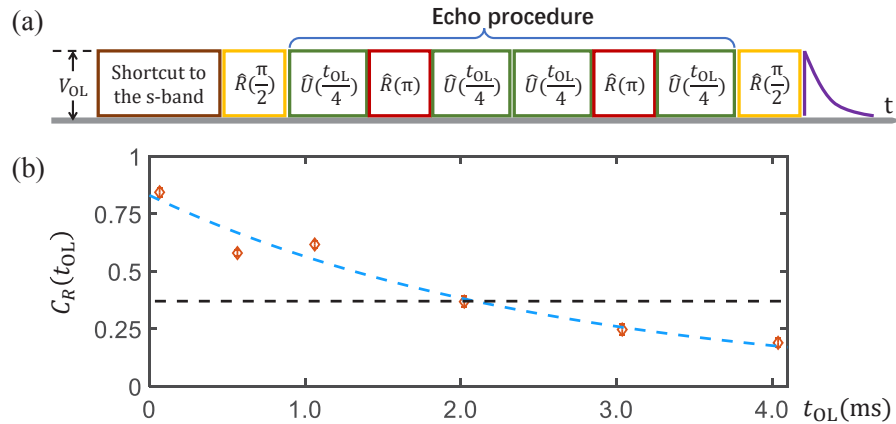 (a)
Echo procedure
V_OL
Shortcut to
the s-band
R̂(π/2)
Û(t_OL/4)
R̂(π)
Û(t_OL/4)
Û(t_OL/4)
R̂(π)
Û(t_OL/4)
R̂(π/2)
t
(b)
C_R(t_OL)
1
0.75
0.5
0.25
0
0 1.0 2.0 3.0 4.0 t_OL(ms)